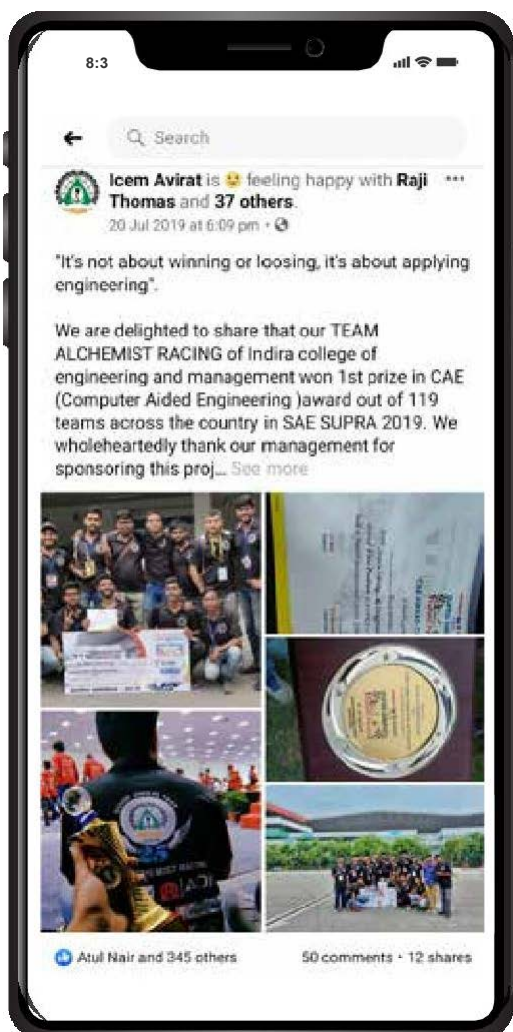 8:3
Search
Icem Avirat is 😊 feeling happy with Raji
Thomas and 37 others.
20 Jul 2019 at 6:09 pm •
"It's not about winning or loosing, it's about applying
engineering".
We are delighted to share that our TEAM
ALCHEMIST RACING of Indira college of
engineering and management won 1st prize in CAE
(Computer Aided Engineering )award out of 119
teams across the country in SAE SUPRA 2019. We
wholeheartedly thank our management for
sponsoring this proj... See more
Atul Nair and 345 others
50 comments • 12 shares